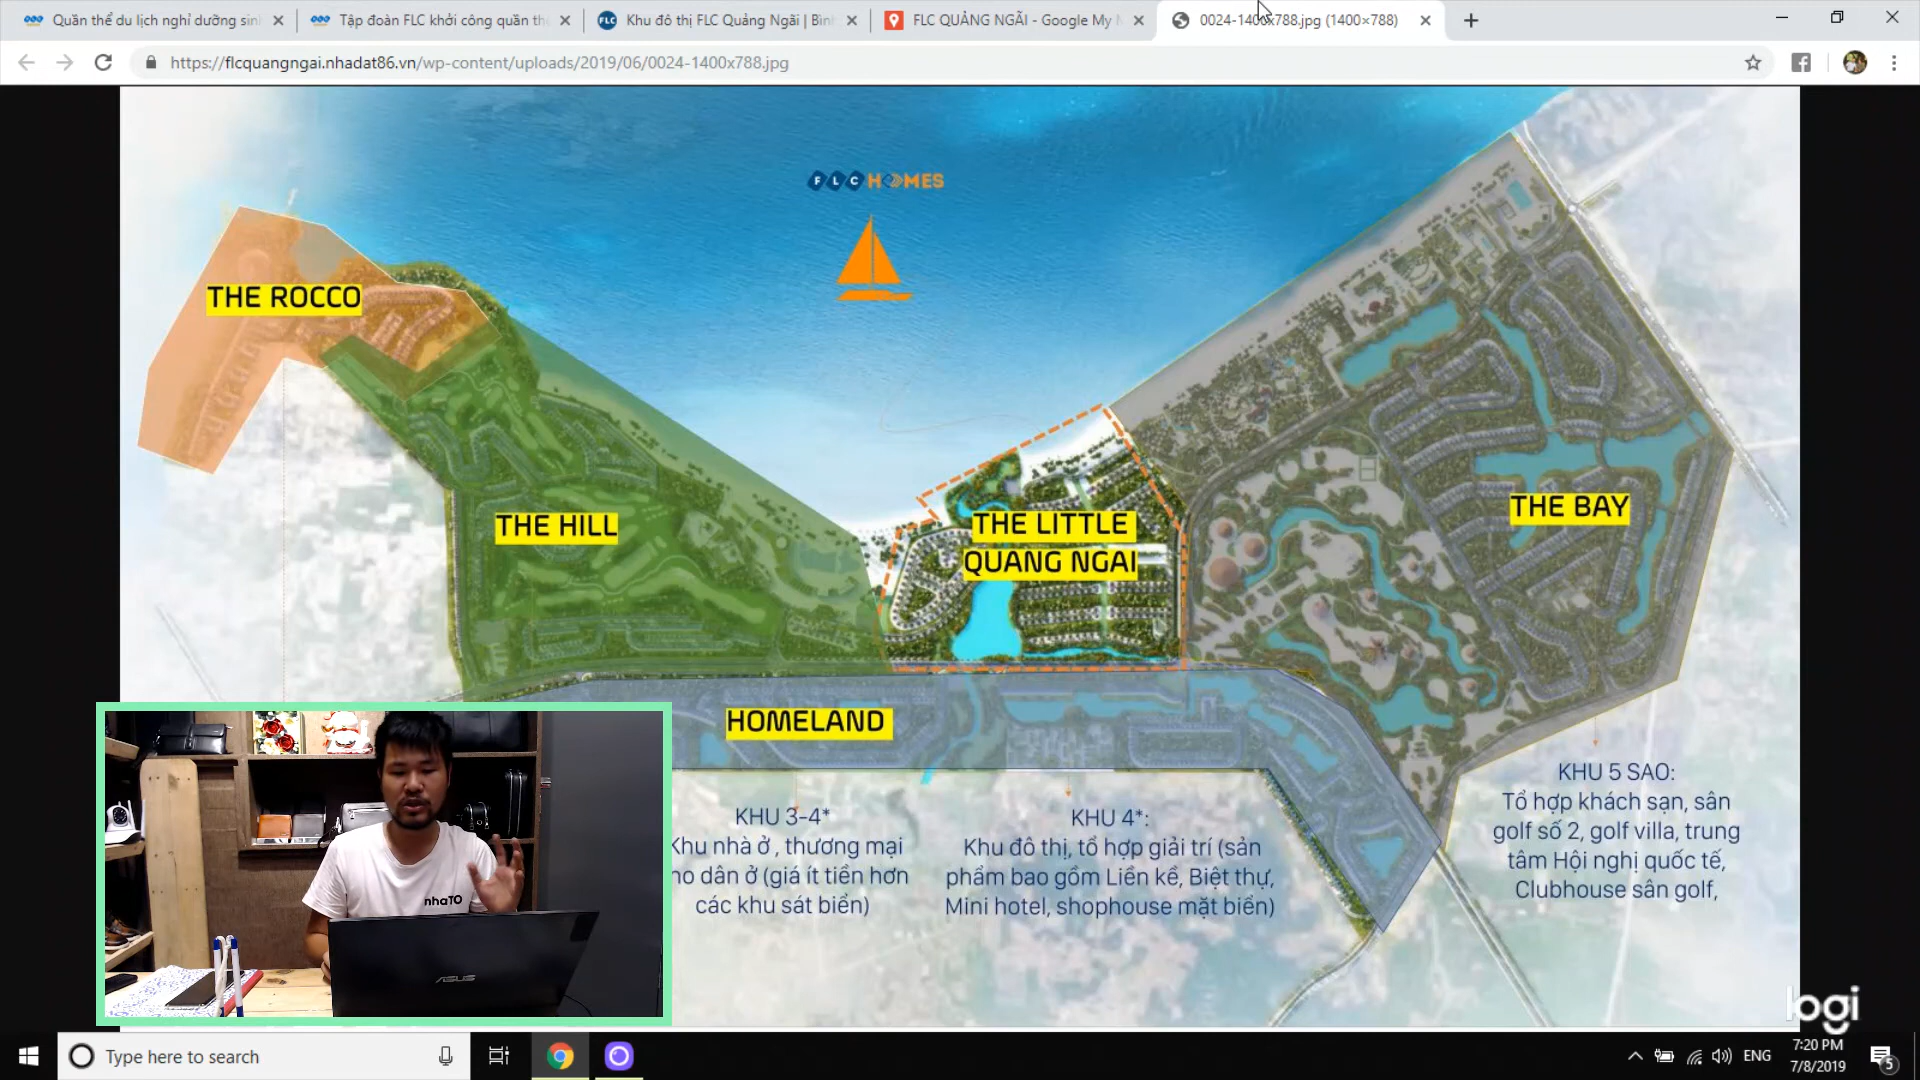 Quần thể du lịch nghỉ dưỡng sinh
Tập đoàn FLC khởi công quần thể
FLC
Khu đô thị FLC Quảng Ngãi | Bình
FLC QUẢNG NGÃI - Google My M
0024-1400x788.jpg (1400×788)
https://flcquangngai.nhadat86.vn/wp-content/uploads/2019/06/0024-1400x788.jpg
FLC HOMES
THE ROCCO
THE HILL
THE LITTLE
QUANG NGAI
THE BAY
HOMELAND
KHU 3-4*
Khu nhà ở , thương mại
ho dân ở (giá ít tiền hơn
các khu sát biển)
KHU 4*:
Khu đô thị, tổ hợp giải trí (sản
phẩm bao gồm Liền kề, Biệt thự,
Mini hotel, shophouse mặt biển)
KHU 5 SAO:
Tổ hợp khách sạn, sân
golf số 2, golf villa, trung
tâm Hội nghị quốc tế,
Clubhouse sân golf,
nhaTO
ASUS
logi
Type here to search
ENG
7:20 PM
7/8/2019
5